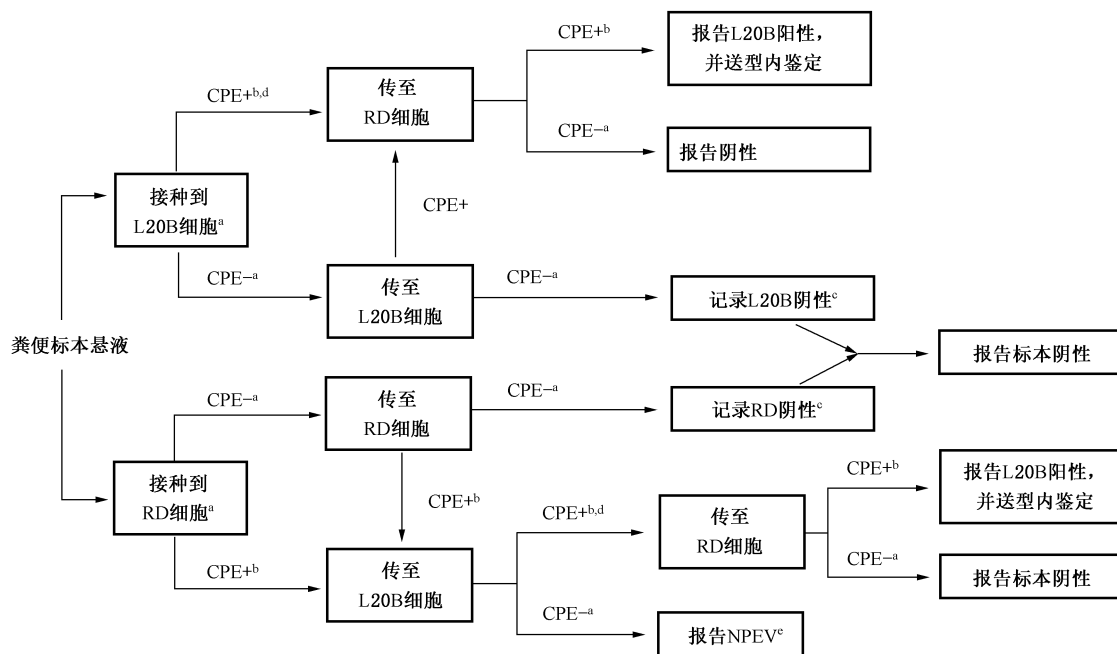 CPE+ᵇ
报告L20B阳性，
并送型内鉴定
CPE+ᵇ,ᵈ
传至
RD细胞
CPE−ᵃ
报告阴性
接种到
L20B细胞ᵃ
CPE+
CPE−ᵃ
传至
L20B细胞
CPE−ᵃ
记录L20B阴性ᶜ
粪便标本悬液
报告标本阴性
CPE−ᵃ
传至
RD细胞
CPE−ᵃ
记录RD阴性ᶜ
接种到
RD细胞ᵃ
CPE+ᵇ
CPE+ᵇ
传至
L20B细胞
CPE+ᵇ,ᵈ
传至
RD细胞
CPE+ᵇ
报告L20B阳性，
并送型内鉴定
CPE−ᵃ
报告标本阴性
CPE−ᵃ
报告NPEVᵉ